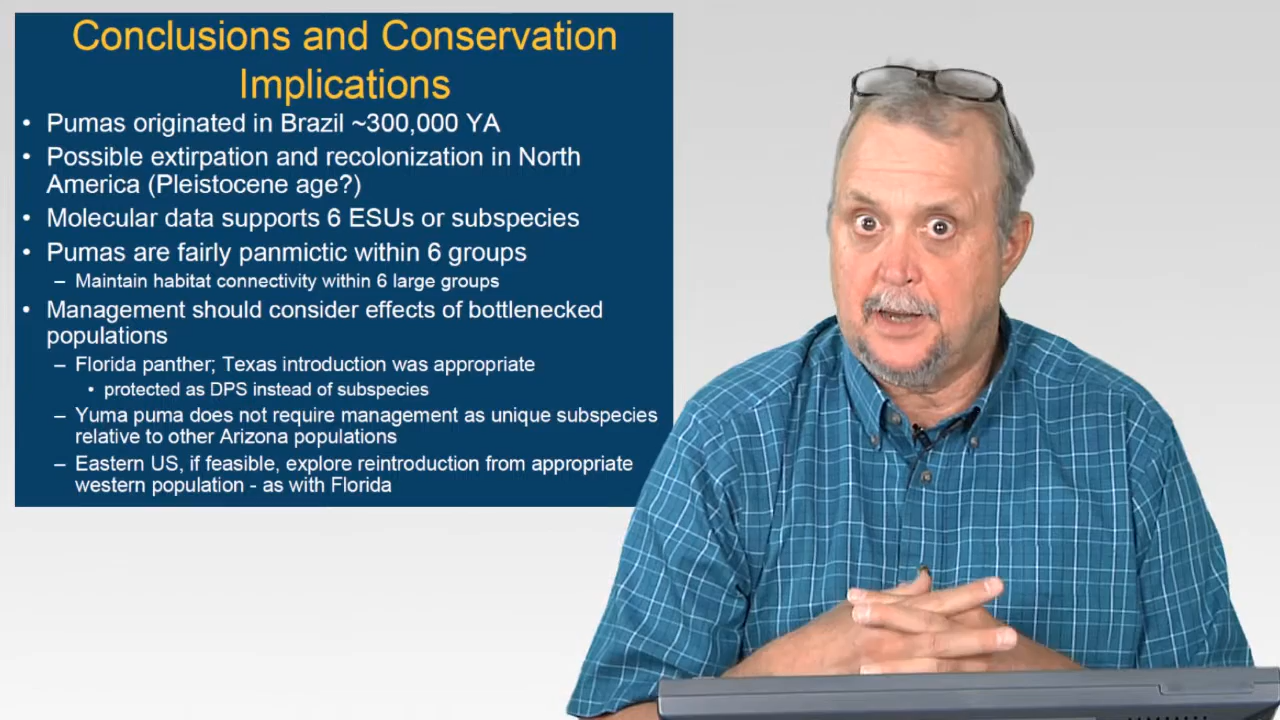 Conclusions and Conservation
Implications
• Pumas originated in Brazil ~300,000 YA
• Possible extirpation and recolonization in North
America (Pleistocene age?)
• Molecular data supports 6 ESUs or subspecies
• Pumas are fairly panmictic within 6 groups
– Maintain habitat connectivity within 6 large groups
• Management should consider effects of bottlenecked
populations
– Florida panther; Texas introduction was appropriate
• protected as DPS instead of subspecies
– Yuma puma does not require management as unique subspecies
relative to other Arizona populations
– Eastern US, if feasible, explore reintroduction from appropriate
western population - as with Florida